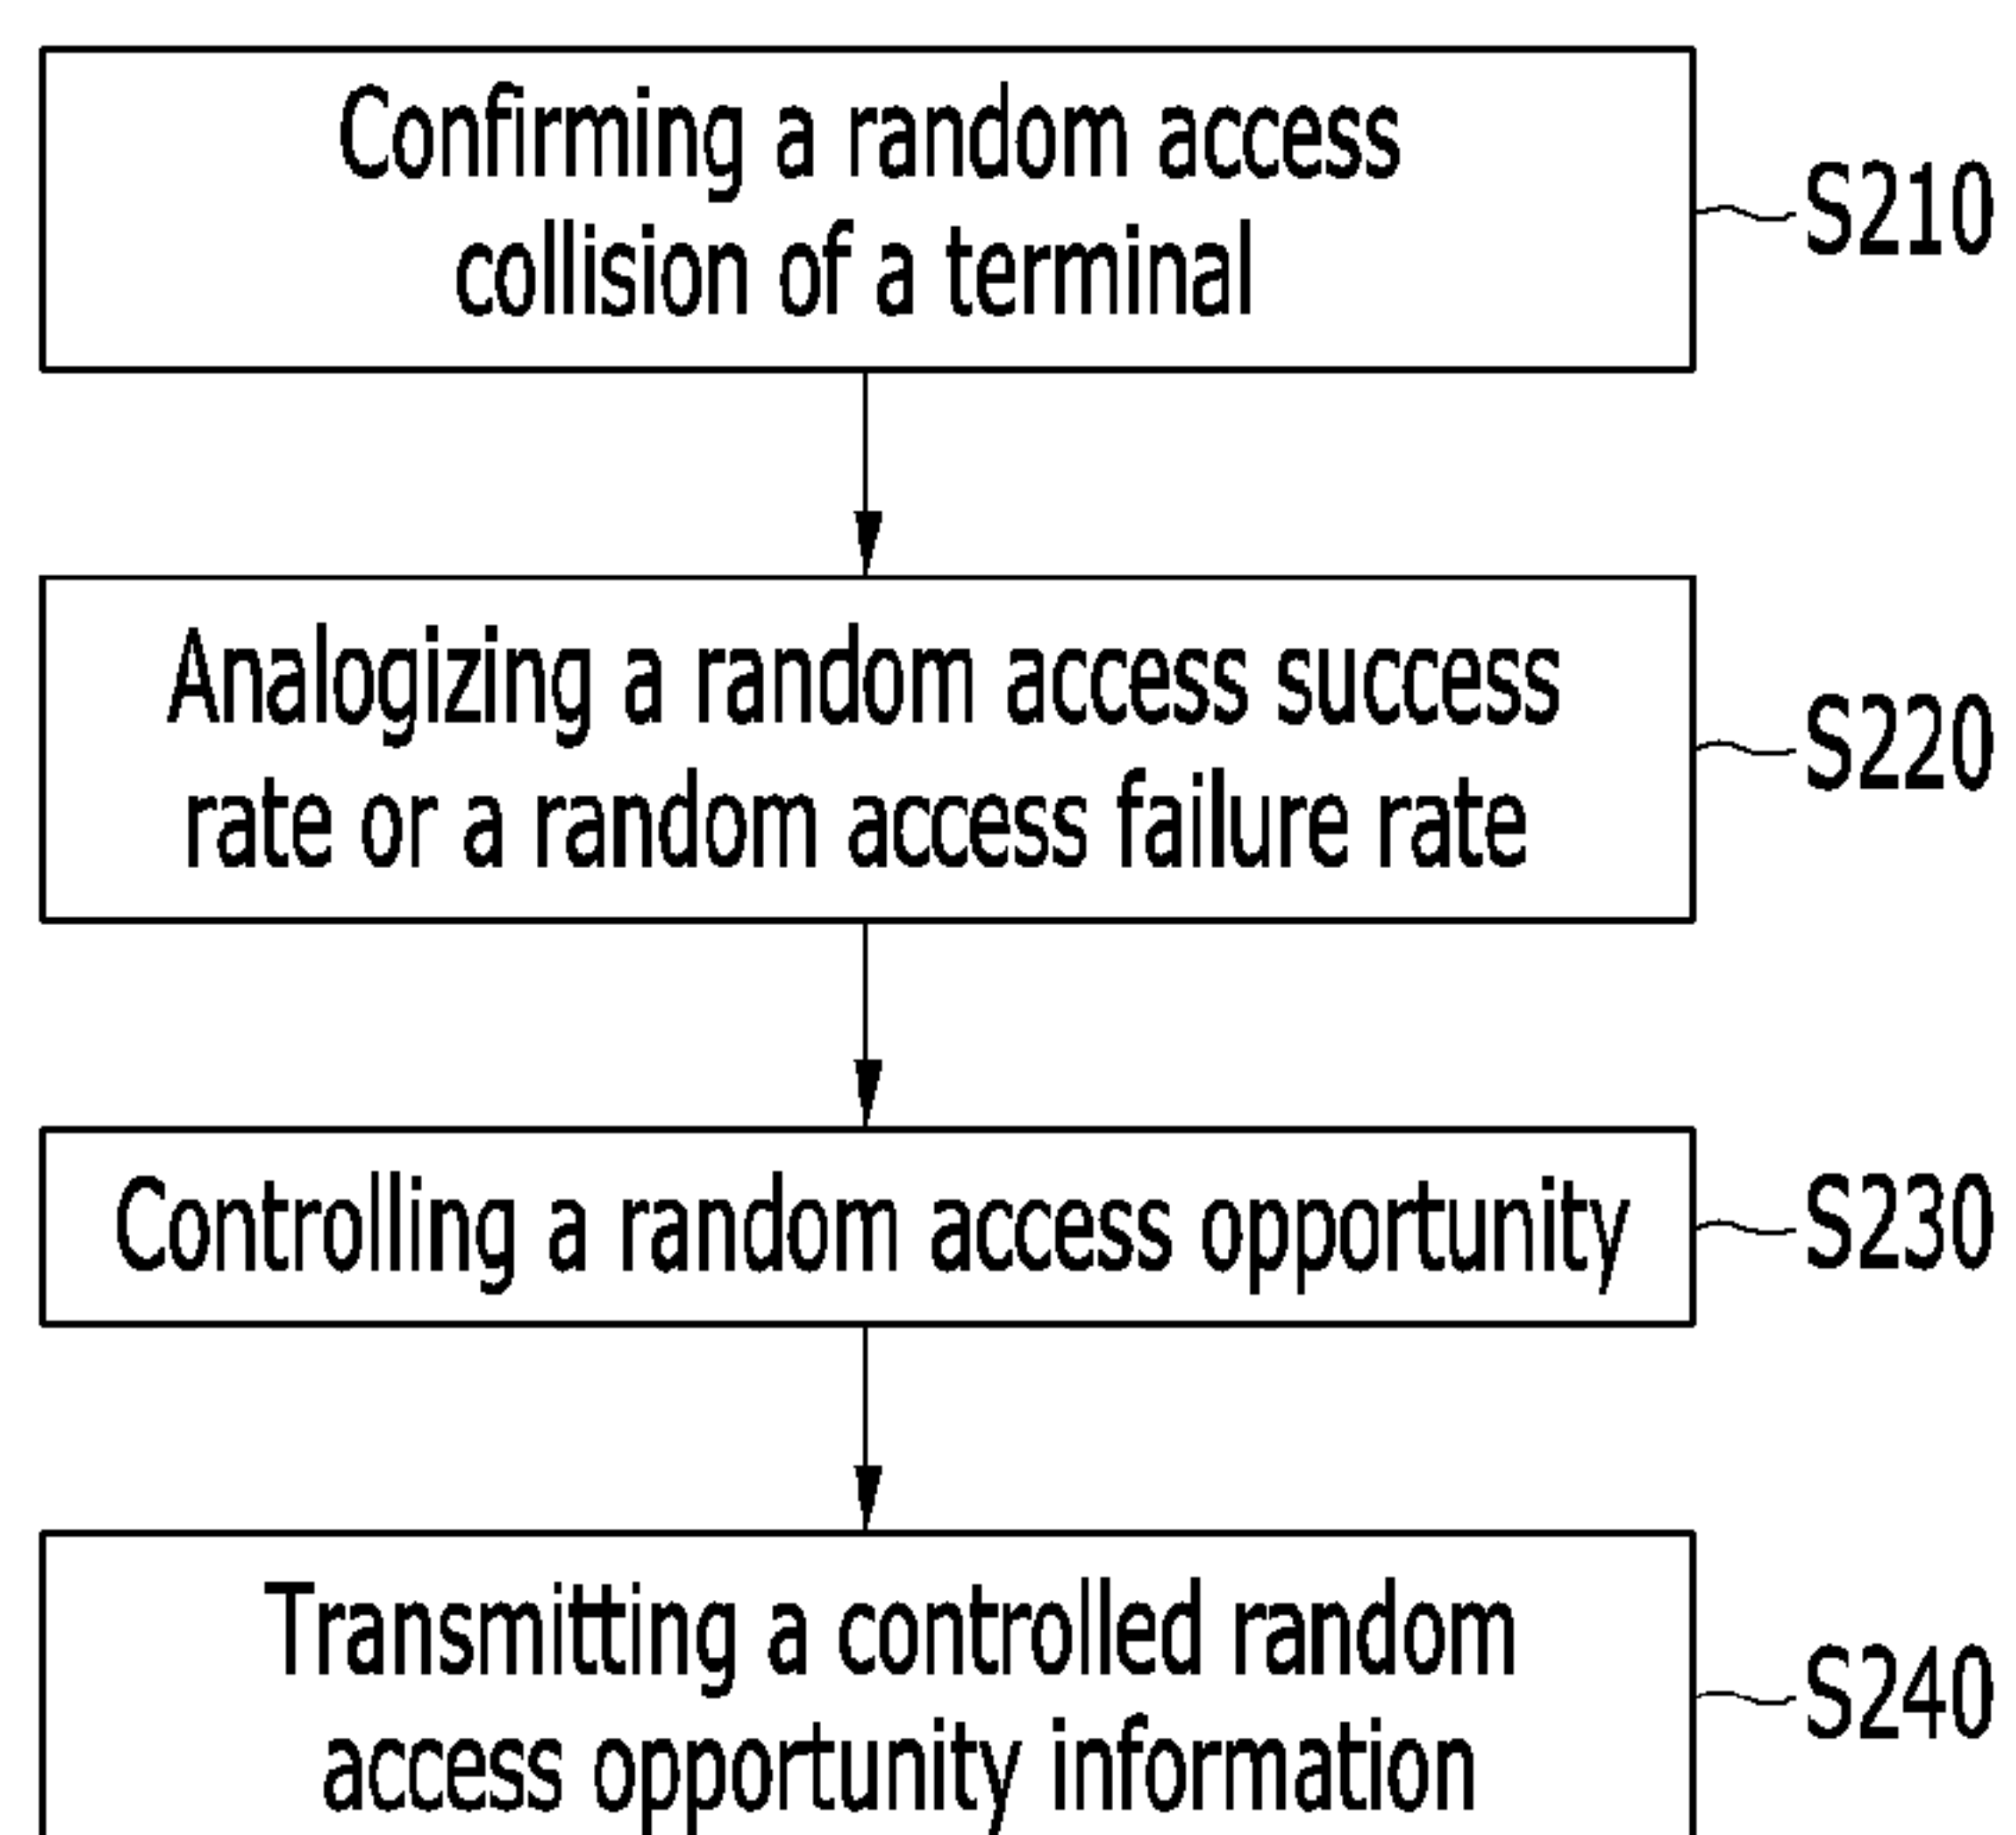 Confirming a random access
collision of a terminal
S210
Analogizing a random access success
rate or a random access failure rate
S220
Controlling a random access opportunity
S230
Transmitting a controlled random
access opportunity information
S240